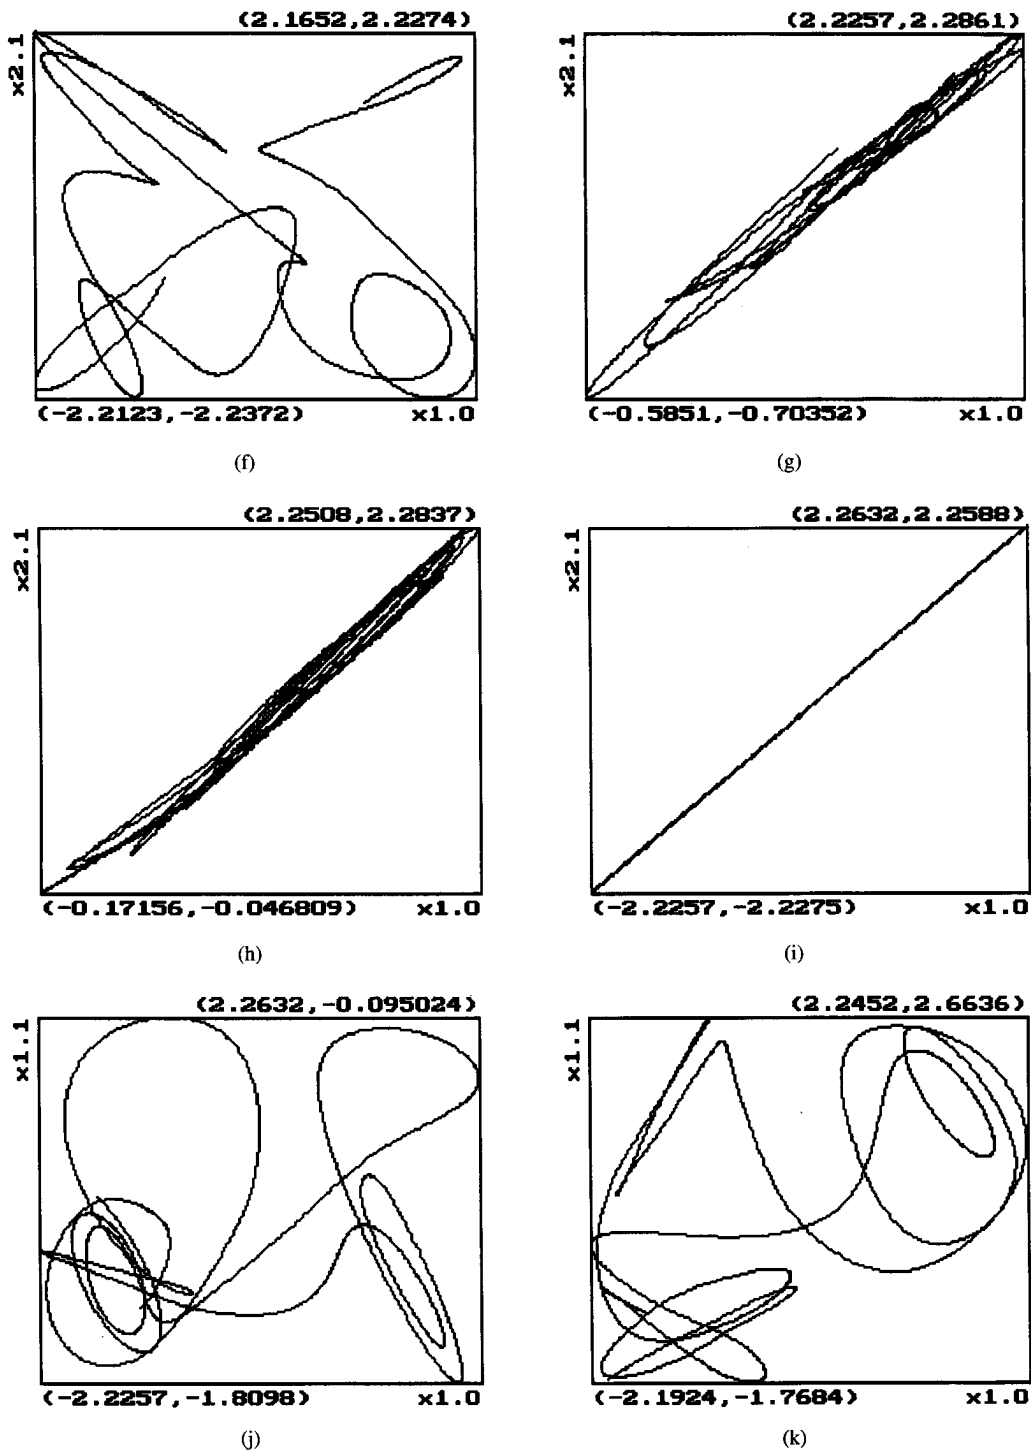 (2.1652,2.2274)
x2.1
(-2.2123,-2.2372) x1.0
(f)
(2.2257,2.2861)
x2.1
(-0.5851,-0.70352) x1.0
(g)
(2.2508,2.2837)
x2.1
(-0.17156,-0.046809) x1.0
(h)
(2.2632,2.2588)
x2.1
(-2.2257,-2.2275) x1.0
(i)
(2.2632,-0.095024)
x1.1
(-2.2257,-1.8098) x1.0
(j)
(2.2452,2.6636)
x1.1
(-2.1924,-1.7684) x1.0
(k)